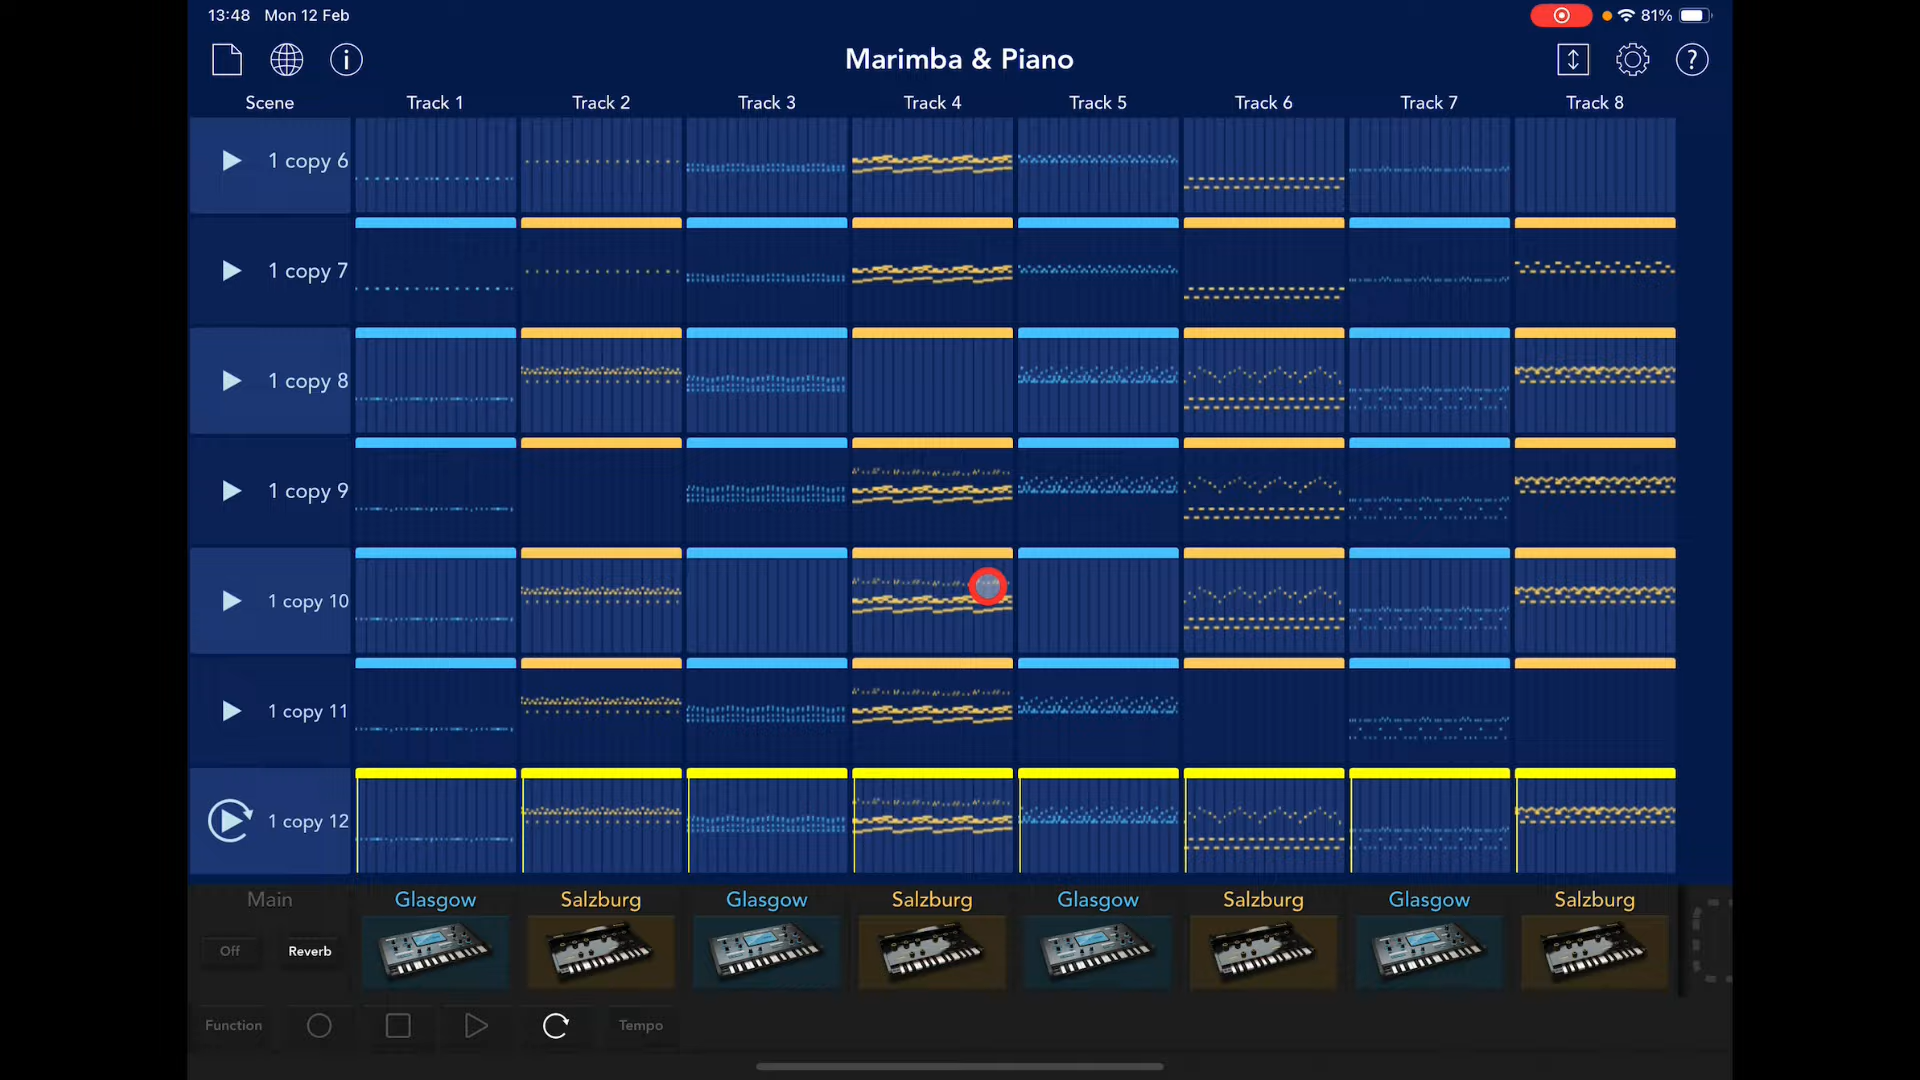 13:48 Mon 12 Feb 81%
Marimba & Piano
Scene Track 1 Track 2 Track 3 Track 4 Track 5 Track 6 Track 7 Track 8
1 copy 6
1 copy 7
1 copy 8
1 copy 9
1 copy 10
1 copy 11
1 copy 12
Main Glasgow Salzburg Glasgow Salzburg Glasgow Salzburg Glasgow Salzburg
Off Reverb
Function Tempo